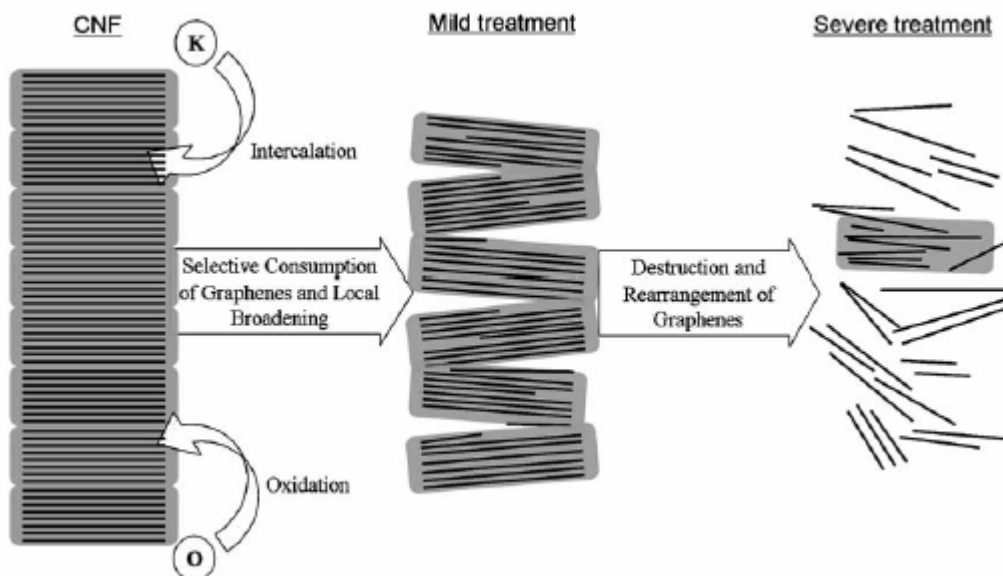 CNF
Mild treatment
Severe treatment
K
Intercalation
Selective Consumption
of Graphenes and Local
Broadening
Destruction and
Rearrangement of
Graphenes
Oxidation
O